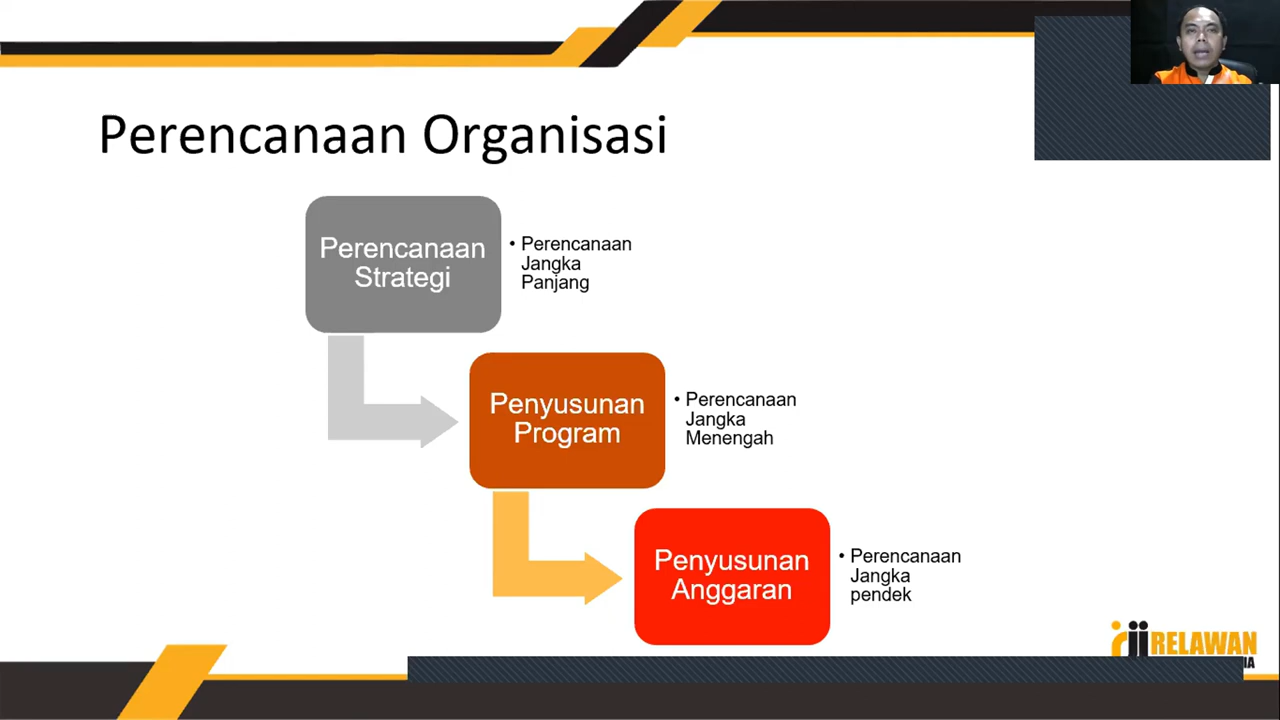 Perencanaan Organisasi
Perencanaan
Strategi
• Perencanaan
Jangka
Panjang
Penyusunan
Program
• Perencanaan
Jangka
Menengah
Penyusunan
Anggaran
• Perencanaan
Jangka
pendek
RELAWAN